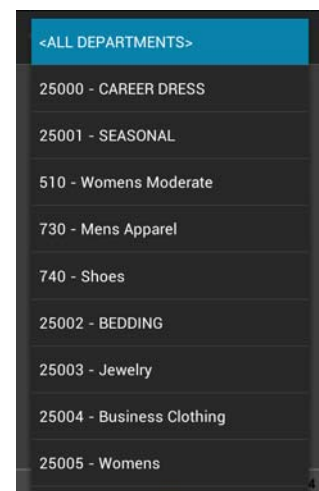 <ALL DEPARTMENTS>
25000 - CAREER DRESS
25001 - SEASONAL
510 - Womens Moderate
730 - Mens Apparel
740 - Shoes
25002 - BEDDING
25003 - Jewelry
25004 - Business Clothing
25005 - Womens
4